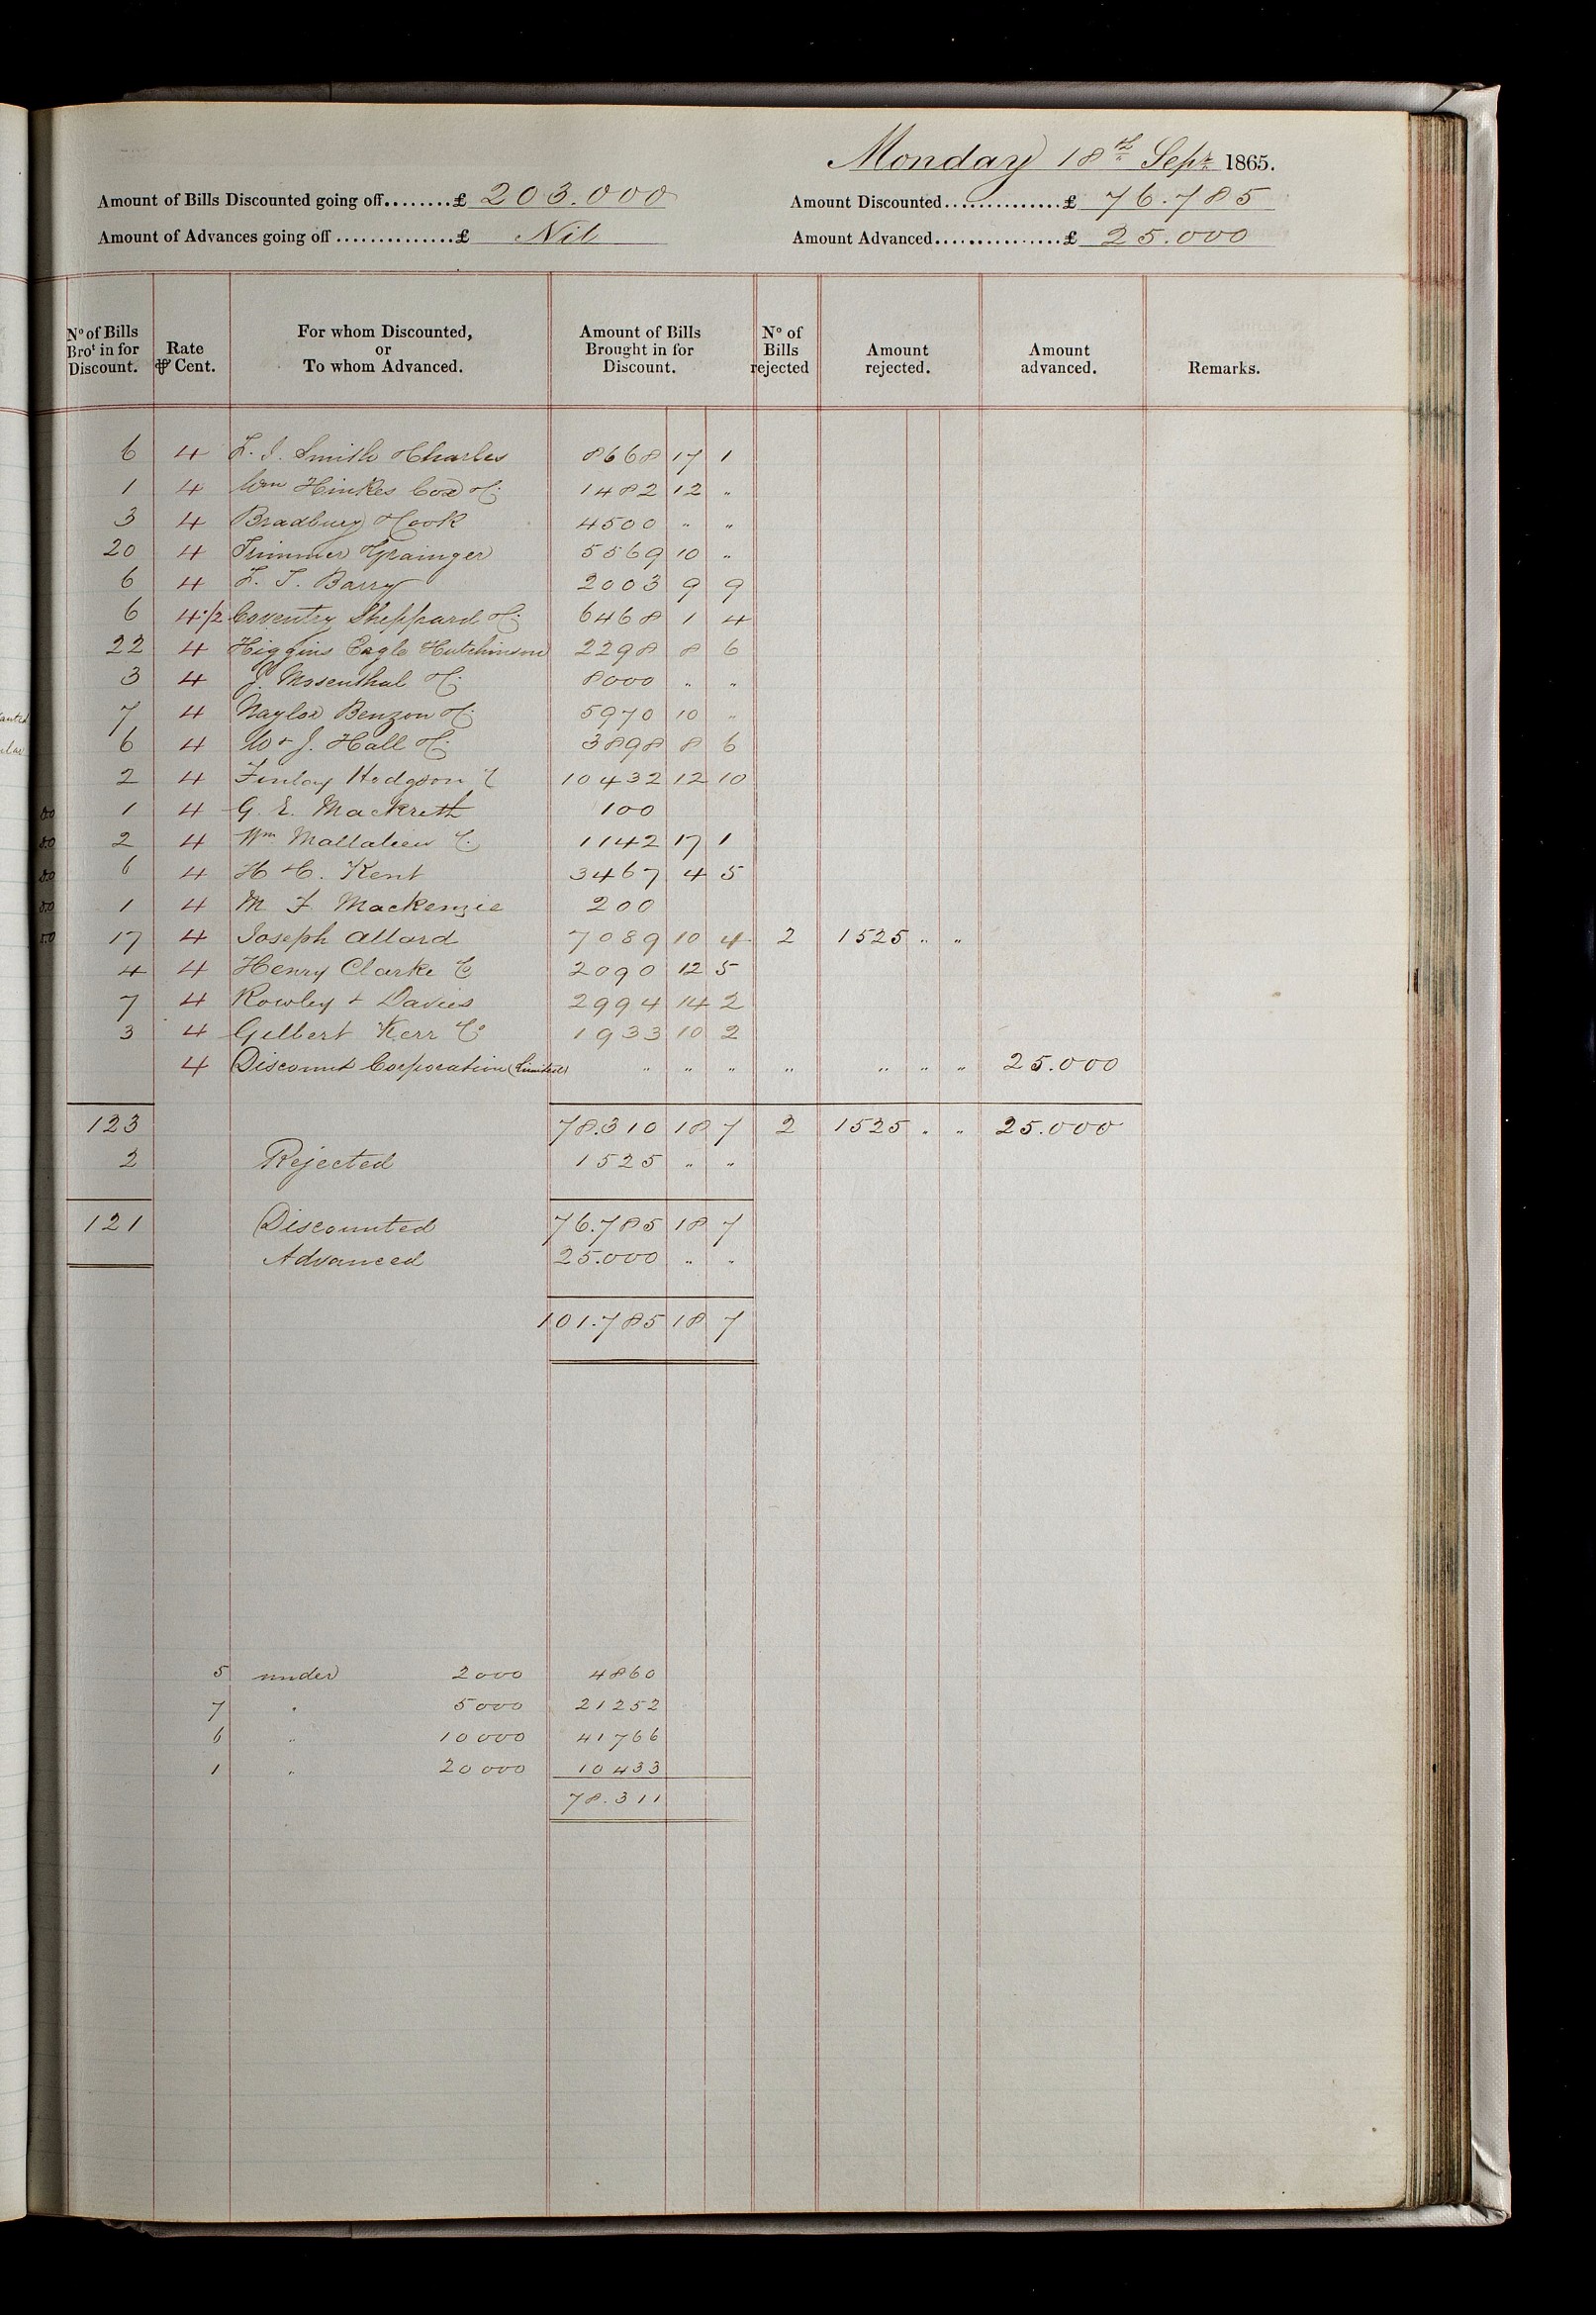 Monday 18th Sepr 1865.
Amount of Bills Discounted going off........£ 203.000 Amount Discounted..............£ 76.785
Amount of Advances going off..............£ Nil Amount Advanced................£ 25.000
No of Bills Brot in for Discount. Rate ⅌ Cent. For whom Discounted, or To whom Advanced. Amount of Bills Brought in for Discount. No of Bills rejected Amount rejected. Amount advanced. Remarks.
6 4 Smith & Charles 8668 17 1
1 4 Wm Hinkes Cox & Co 1482 12 "
3 4 Bradbury & Cook 4500 " "
20 4 Trimmer & Grainger 5569 10 "
6 4 F. T. Barry 2003 9 9
6 4 1/2 Coventry Sheppard & Co 6468 1 4
22 4 Higgins Eagle Hutchinson 2298 8 6
3 4 J. Mosenthal & Co 8000 " "
7 4 Naylor Benzon & Co 5970 10 "
6 4 W & J. Hall & Co 3898 8 6
2 4 Finlay Hodgson & C 10432 12 10
1 4 G. E. Mackreth 100
2 4 Wm Mallalieu & C. 1142 17 1
6 4 H C. Kent 3467 4 5
1 4 M F Mackenzie 200
17 4 Joseph Allard 7089 10 4 2 1525 " "
4 4 Henry Clarke & C 2090 12 5
7 4 Rowley & Davies 2994 14 2
3 4 Gilbert Kerr & Co 1933 10 2
4 Discount Corporation (Limited) " " " " " " " 25.000
123 78.310 18 7 2 1525 " " 25.000
2 Rejected 1525 " "
121 Discounted 76.785 18 7
Advanced 25.000 " "
101.785 18 7
5 under 2000 4860
7 " 5000 21252
6 " 10000 41766
1 " 20000 10433
78.311